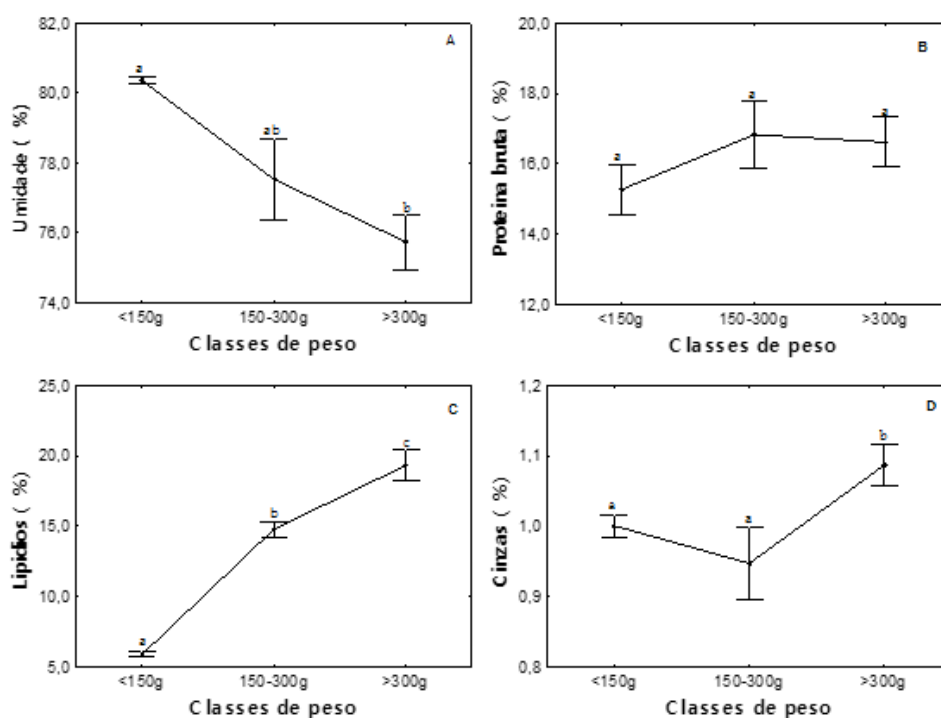 A
Umidade ( %)
82,0
80,0
78,0
76,0
74,0
a
ab
b
<150g
150-300g
>300g
Classes de peso
B
Proteina bruta ( %)
20,0
18,0
16,0
14,0
12,0
a
a
a
<150g
150-300g
>300g
Classes de peso
C
Lipidios ( %)
25,0
20,0
15,0
10,0
5,0
a
b
c
<150g
150-300g
>300g
Classes de peso
D
Cinzas ( %)
1,2
1,1
1,0
0,9
0,8
a
a
b
<150g
150-300g
>300g
Classes de peso